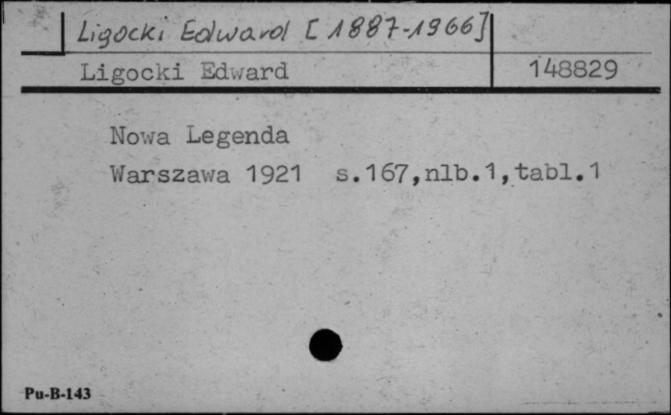 Ligocki Edward [1887-1966]
Ligocki Edward 148829
Nowa Legenda
Warszawa 1921 s.167,nlb.1,tabl.1
Pu-B-143